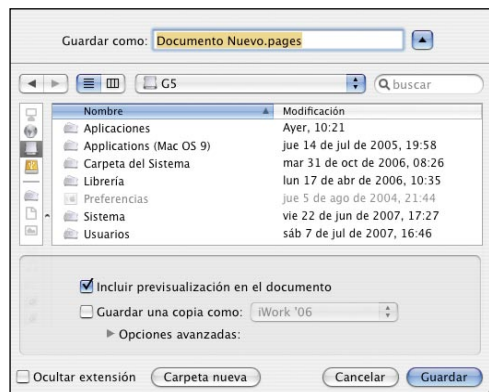 Guardar como: Documento Nuevo.pages
G5 buscar
Nombre Modificación
Aplicaciones Ayer, 10:21
Applications (Mac OS 9) jue 14 de jul de 2005, 19:58
Carpeta del Sistema mar 31 de oct de 2006, 08:26
Librería lun 17 de abr de 2006, 10:35
Preferencias jue 5 de ago de 2004, 21:44
Sistema vie 22 de jun de 2007, 17:27
Usuarios sáb 7 de jul de 2007, 16:46
Incluir previsualización en el documento
Guardar una copia como: iWork '06
Opciones avanzadas:
Ocultar extensión Carpeta nueva Cancelar Guardar